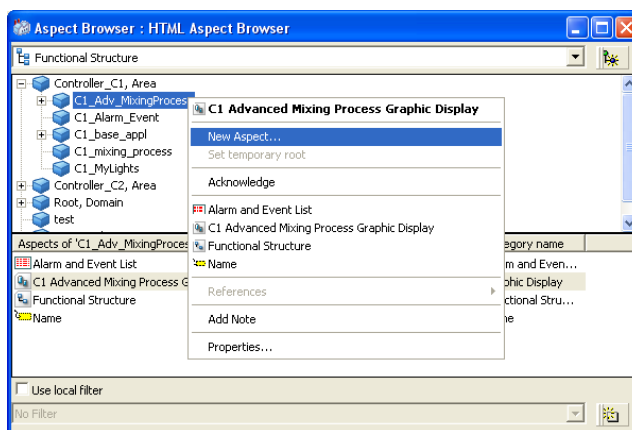 Aspect Browser : HTML Aspect Browser
Functional Structure
Controller_C1, Area
C1_Adv_MixingProcess
C1_Alarm_Event
C1_base_appl
C1_mixing_process
C1_MyLights
Controller_C2, Area
Root, Domain
test
C1 Advanced Mixing Process Graphic Display
New Aspect...
Set temporary root
Acknowledge
Alarm and Event List
C1 Advanced Mixing Process Graphic Display
Functional Structure
Name
References
Add Note
Properties...
Aspects of 'C1_Adv_MixingProces
egory name
Alarm and Event List
m and Even...
C1 Advanced Mixing Process G
phic Display
Functional Structure
ctional Stru...
Name
ne
Use local filter
No Filter